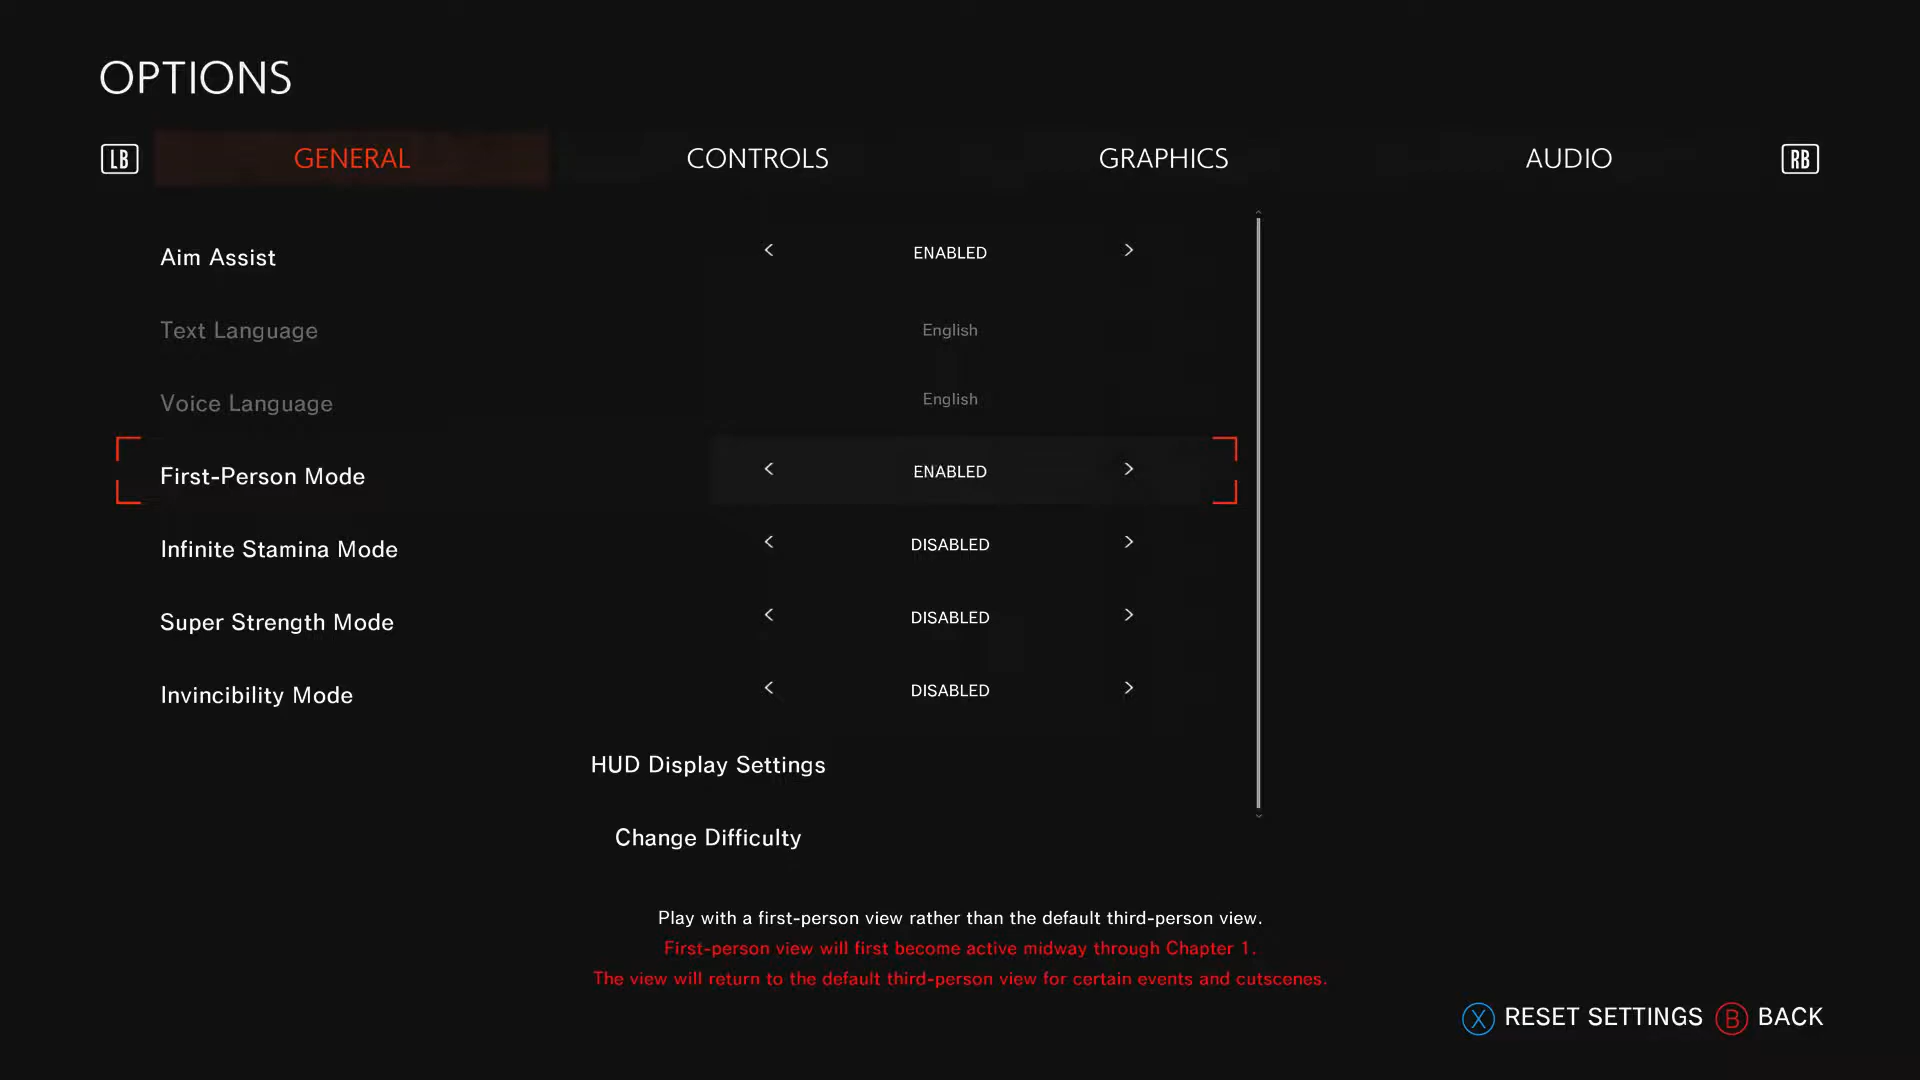 OPTIONS
LB GENERAL CONTROLS GRAPHICS AUDIO RB
Aim Assist < ENABLED >
Text Language English
Voice Language English
First-Person Mode < ENABLED >
Infinite Stamina Mode < DISABLED >
Super Strength Mode < DISABLED >
Invincibility Mode < DISABLED >
HUD Display Settings
Change Difficulty
Play with a first-person view rather than the default third-person view.
First-person view will first become active midway through Chapter 1.
The view will return to the default third-person view for certain events and cutscenes.
X RESET SETTINGS B BACK